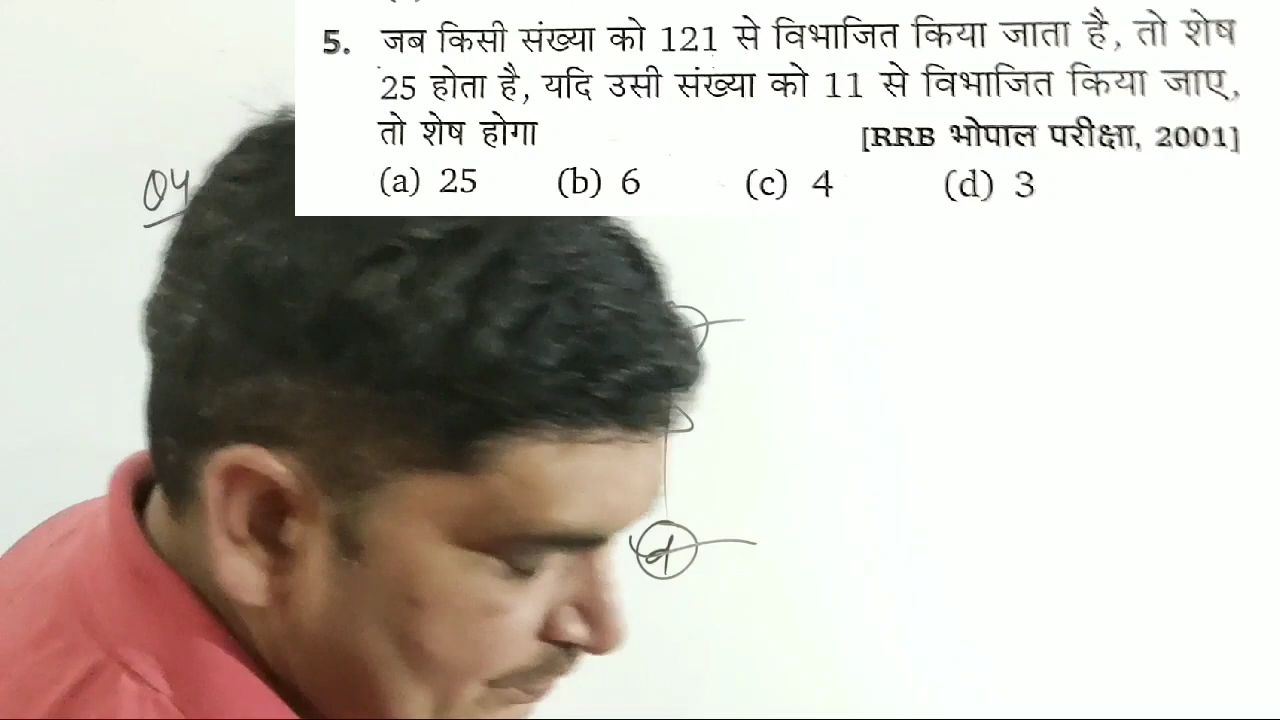 5. जब किसी संख्या को 121 से विभाजित किया जाता है, तो शेष
25 होता है, यदि उसी संख्या को 11 से विभाजित किया जाए,
तो शेष होगा [RRB भोपाल परीक्षा, 2001]
(a) 25 (b) 6 (c) 4 (d) 3
Q4
d